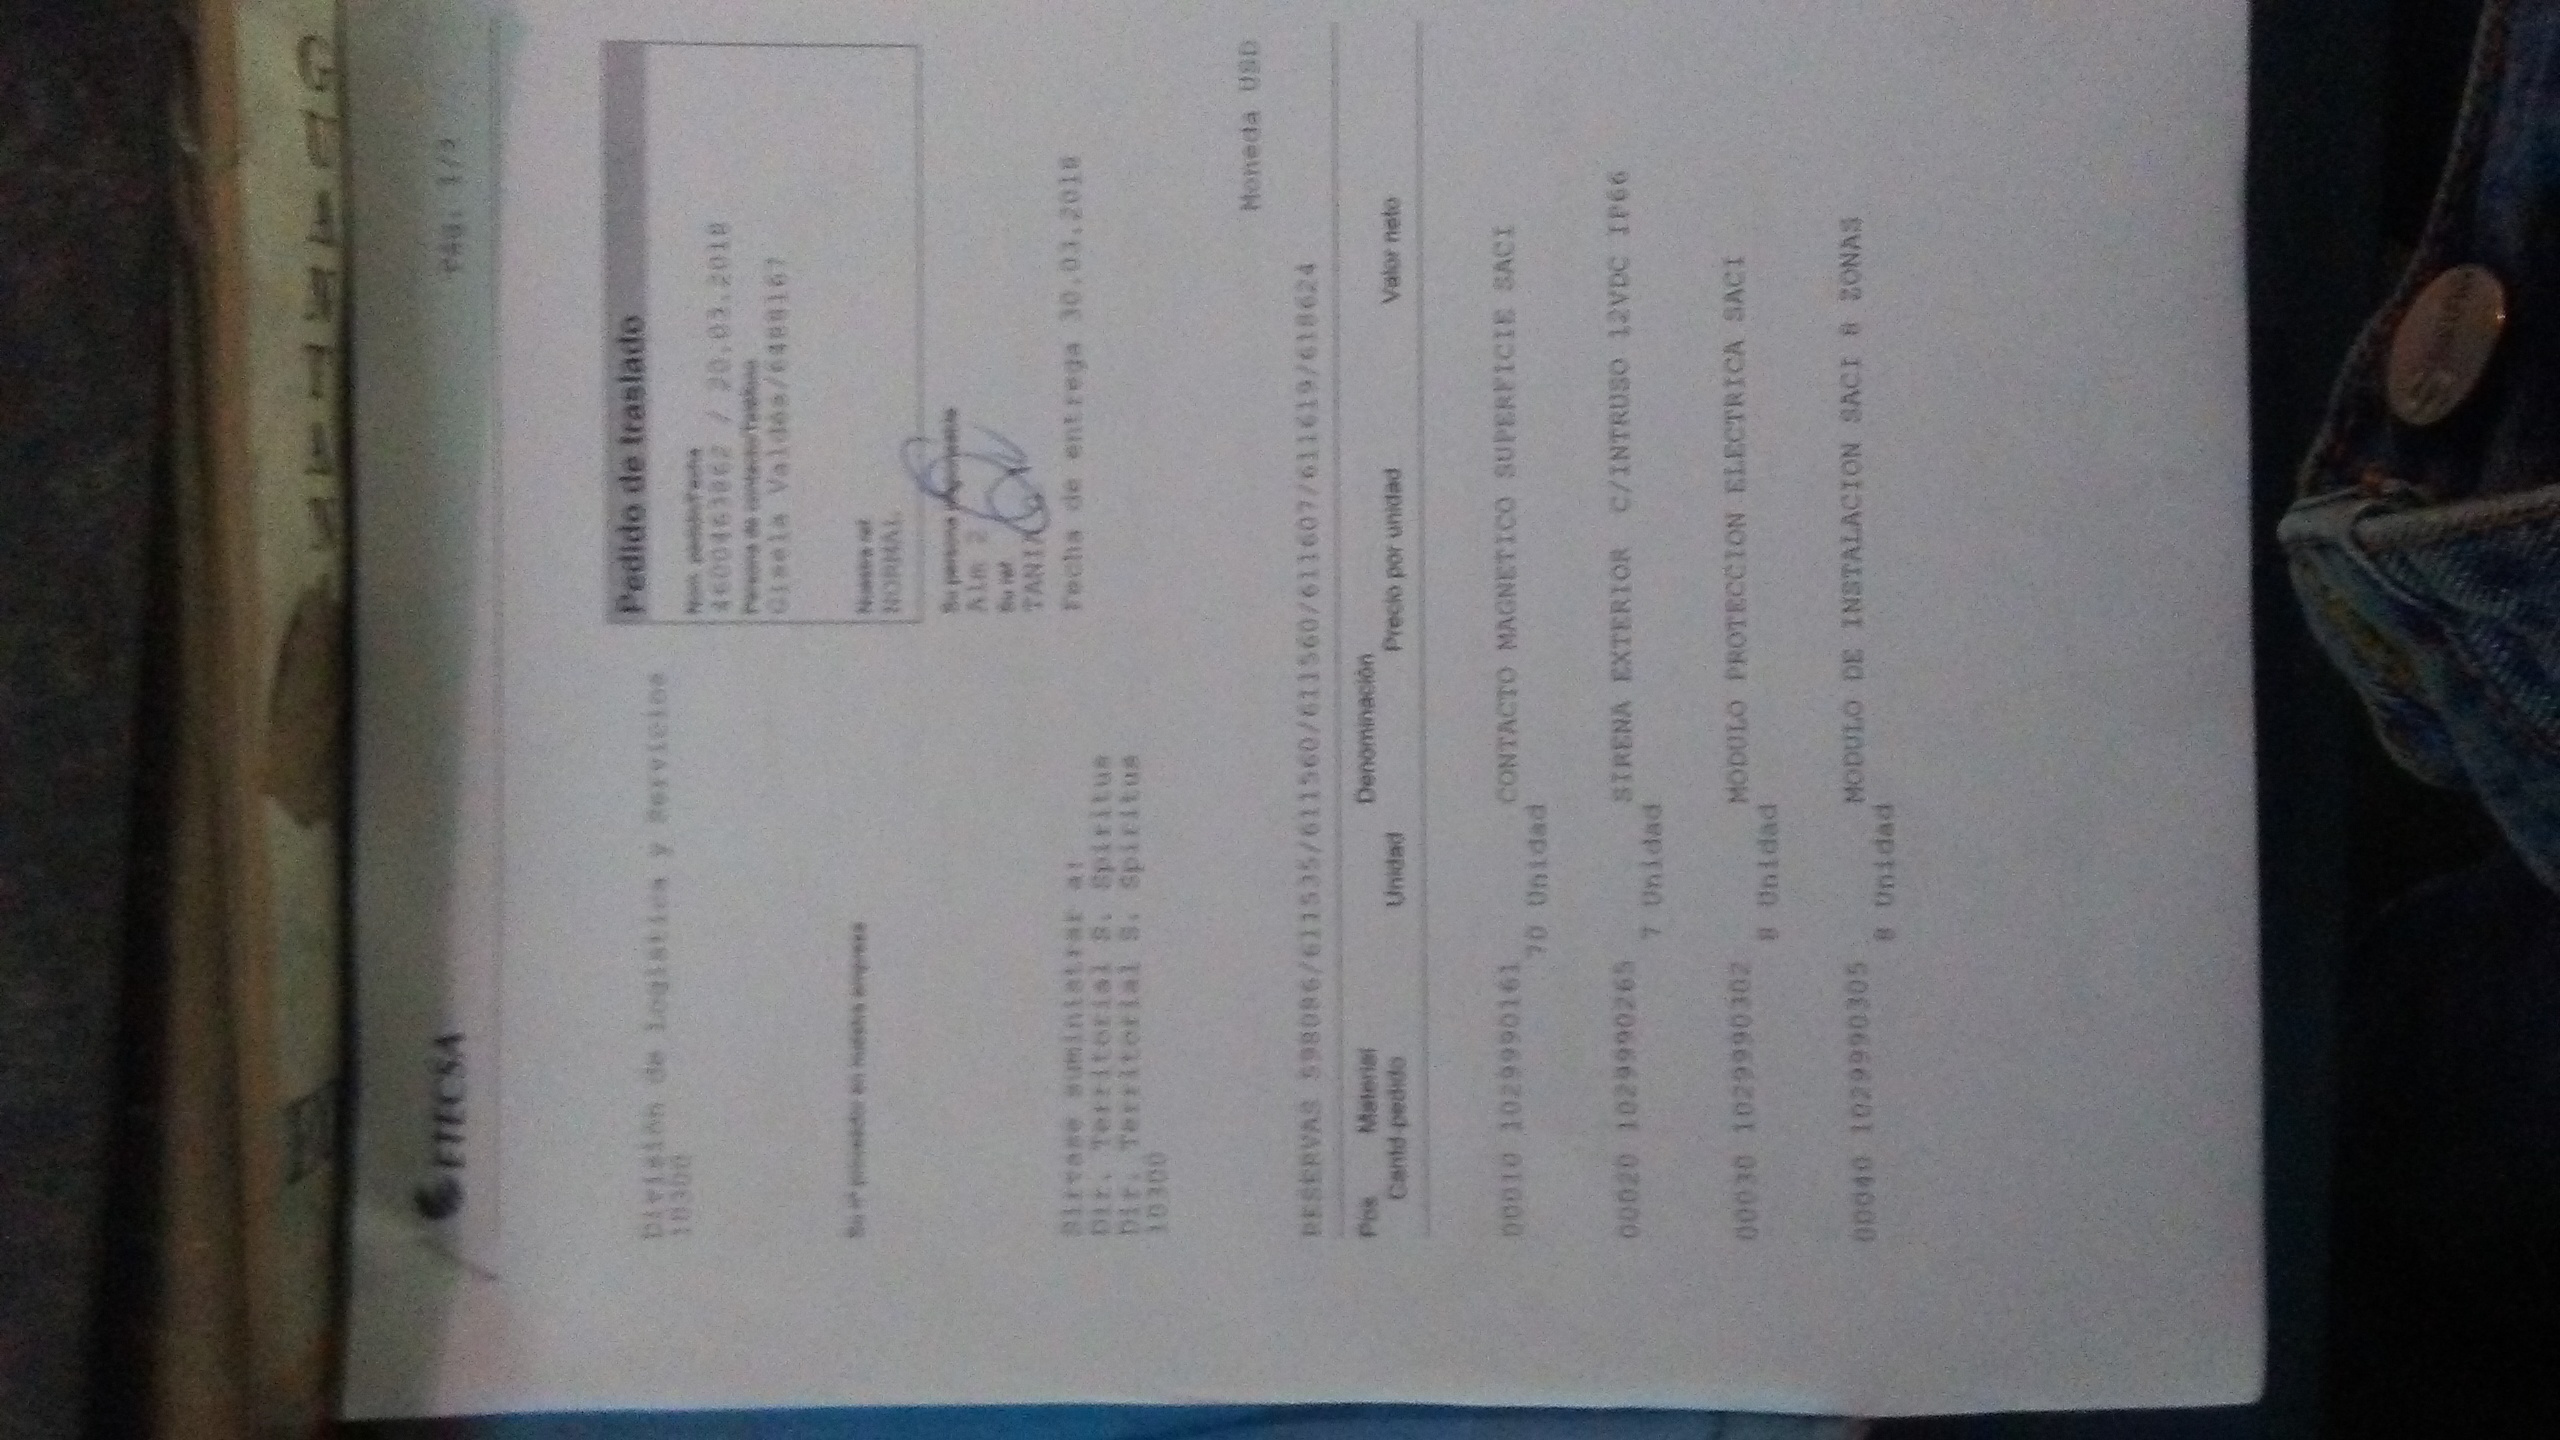 ETECSA
Pág. 1/3
División de Logística y Servicios
10300
Pedido de traslado
Núm. pedido/Fecha
4600463862 / 20.03.2018
Persona de contacto/Teléfono
Gisela Valdés/6488167
Su nº proveedor en nuestra empresa
Nuestra ref.
NORMAL
Su persona responsable
Alm 2
Su ref.
TANIA
Sírvase suministrar a:
Fecha de entrega 30.03.2018
Dir. Territorial S. Spiritus
Dir. Territorial S. Spiritus
10300
Moneda USD
RESERVAS 598086/611535/611560/611560/611607/611619/618624
Pos Material Denominación
Cantd-pedido Unidad Precio por unidad Valor neto
00010 1029990161 CONTACTO MAGNETICO SUPERFICIE SACI
70 Unidad
00020 1029990265 SIRENA EXTERIOR C/INTRUSO 12VDC IP66
7 Unidad
00030 1029990302 MODULO PROTECCION ELECTRICA SACI
8 Unidad
00040 1029990305 MODULO DE INSTALACION SACI 8 ZONAS
8 Unidad